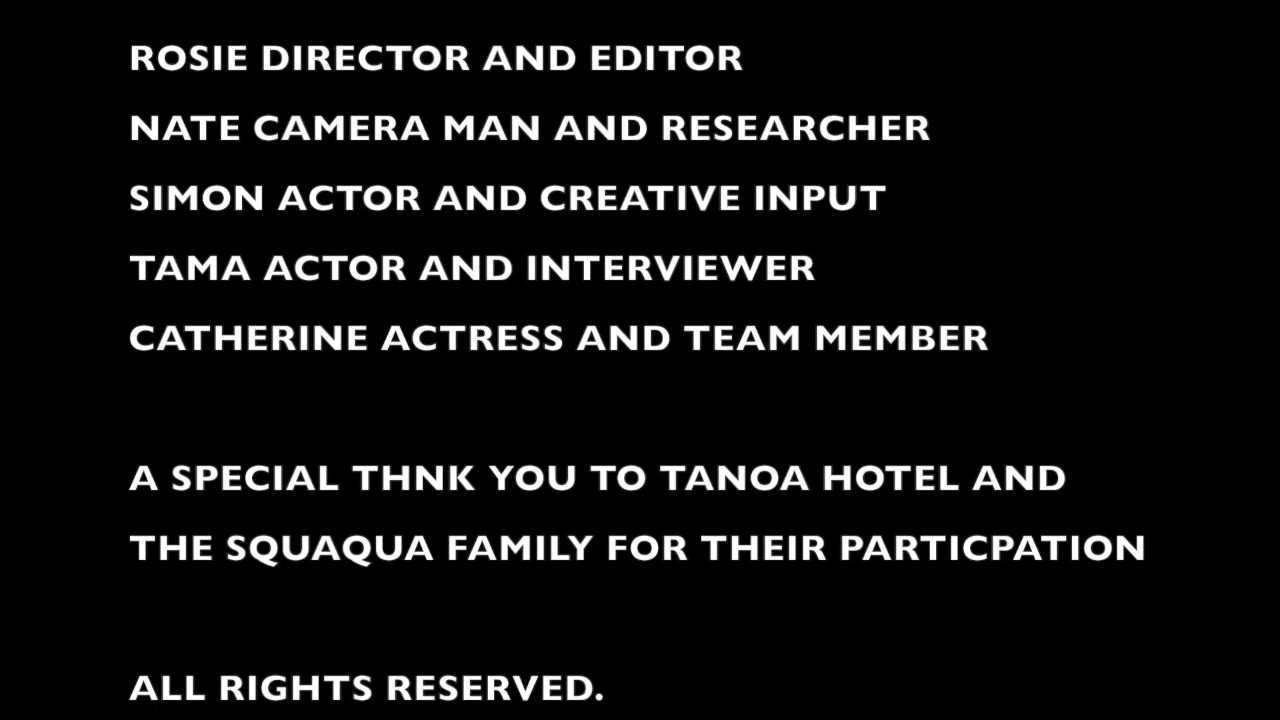 ROSIE DIRECTOR AND EDITOR
NATE CAMERA MAN AND RESEARCHER
SIMON ACTOR AND CREATIVE INPUT
TAMA ACTOR AND INTERVIEWER
CATHERINE ACTRESS AND TEAM MEMBER
A SPECIAL THNK YOU TO TANOA HOTEL AND
THE SQUAQUA FAMILY FOR THEIR PARTICPATION
ALL RIGHTS RESERVED.